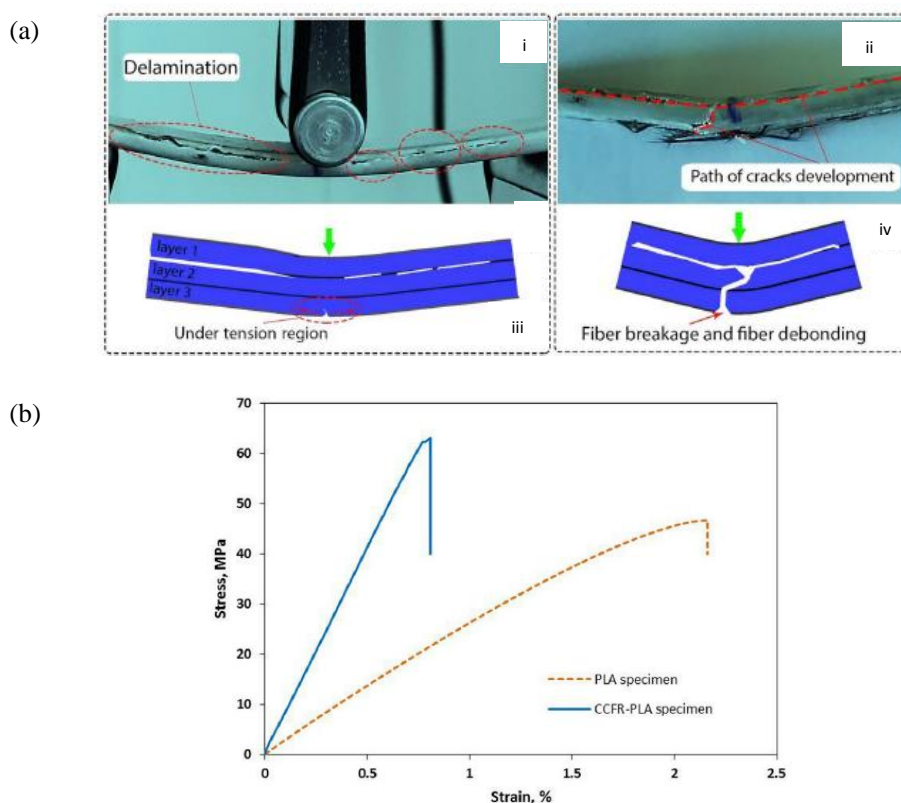 (a)
i
Delamination
ii
Path of cracks development
layer 1
layer 2
layer 3
Under tension region
iii
iv
Fiber breakage and fiber debonding
(b)
70
60
50
40
30
20
10
0
Stress, MPa
PLA specimen
CCFR-PLA specimen
0
0.5
1
1.5
2
2.5
Strain, %